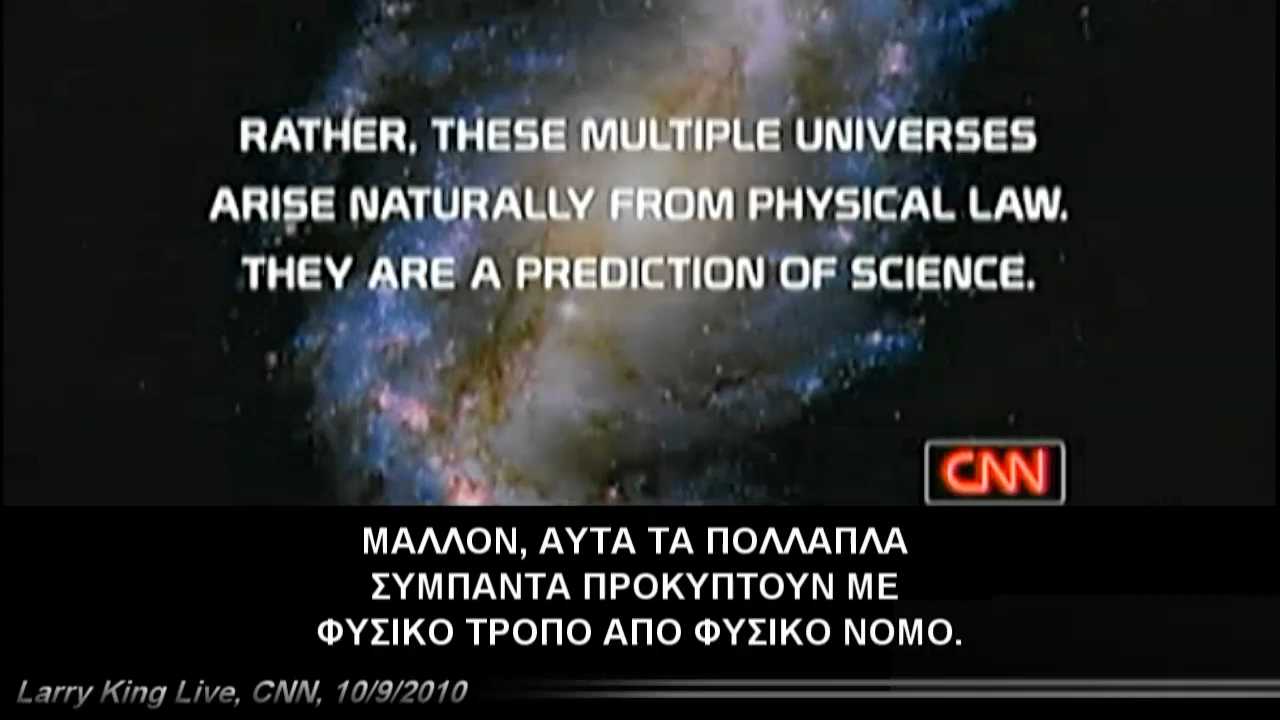 RATHER, THESE MULTIPLE UNIVERSES
ARISE NATURALLY FROM PHYSICAL LAW.
THEY ARE A PREDICTION OF SCIENCE.
CNN
ΜΑΛΛΟΝ, ΑΥΤΑ ΤΑ ΠΟΛΛΑΠΛΑ
ΣΥΜΠΑΝΤΑ ΠΡΟΚΥΠΤΟΥΝ ΜΕ
ΦΥΣΙΚΟ ΤΡΟΠΟ ΑΠΟ ΦΥΣΙΚΟ ΝΟΜΟ.
Larry King Live, CNN, 10/9/2010